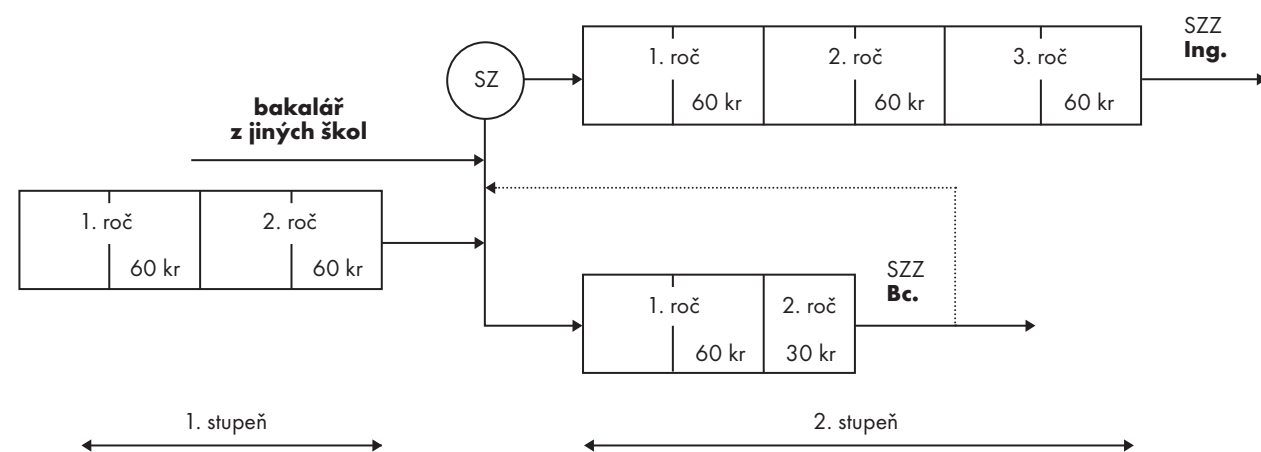 SZ
1. roč
60 kr
2. roč
60 kr
3. roč
60 kr
SZZ
Ing.
bakalář
z jiných škol
1. roč
60 kr
2. roč
60 kr
1. roč
60 kr
2. roč
30 kr
SZZ
Bc.
1. stupeň
2. stupeň